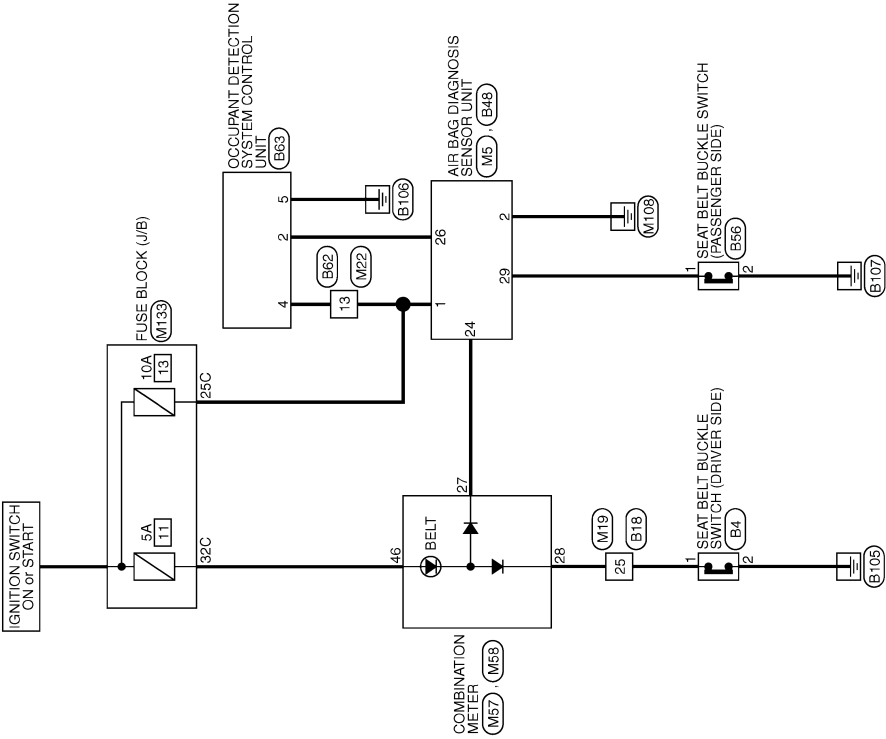 IGNITION SWITCH
ON or START
FUSE BLOCK (J/B)
M133
5A
11
10A
13
32C
25C
OCCUPANT DETECTION
SYSTEM CONTROL
UNIT
B63
4
2
5
B62
M22
13
B106
AIR BAG DIAGNOSIS
SENSOR UNIT
M5 , B48
1
26
24
29
2
M108
COMBINATION
METER
M57 , M58
46
BELT
27
28
M19
B18
25
SEAT BELT BUCKLE
SWITCH (DRIVER SIDE)
B4
1
2
B105
SEAT BELT BUCKLE SWITCH
(PASSENGER SIDE)
B56
1
2
B107